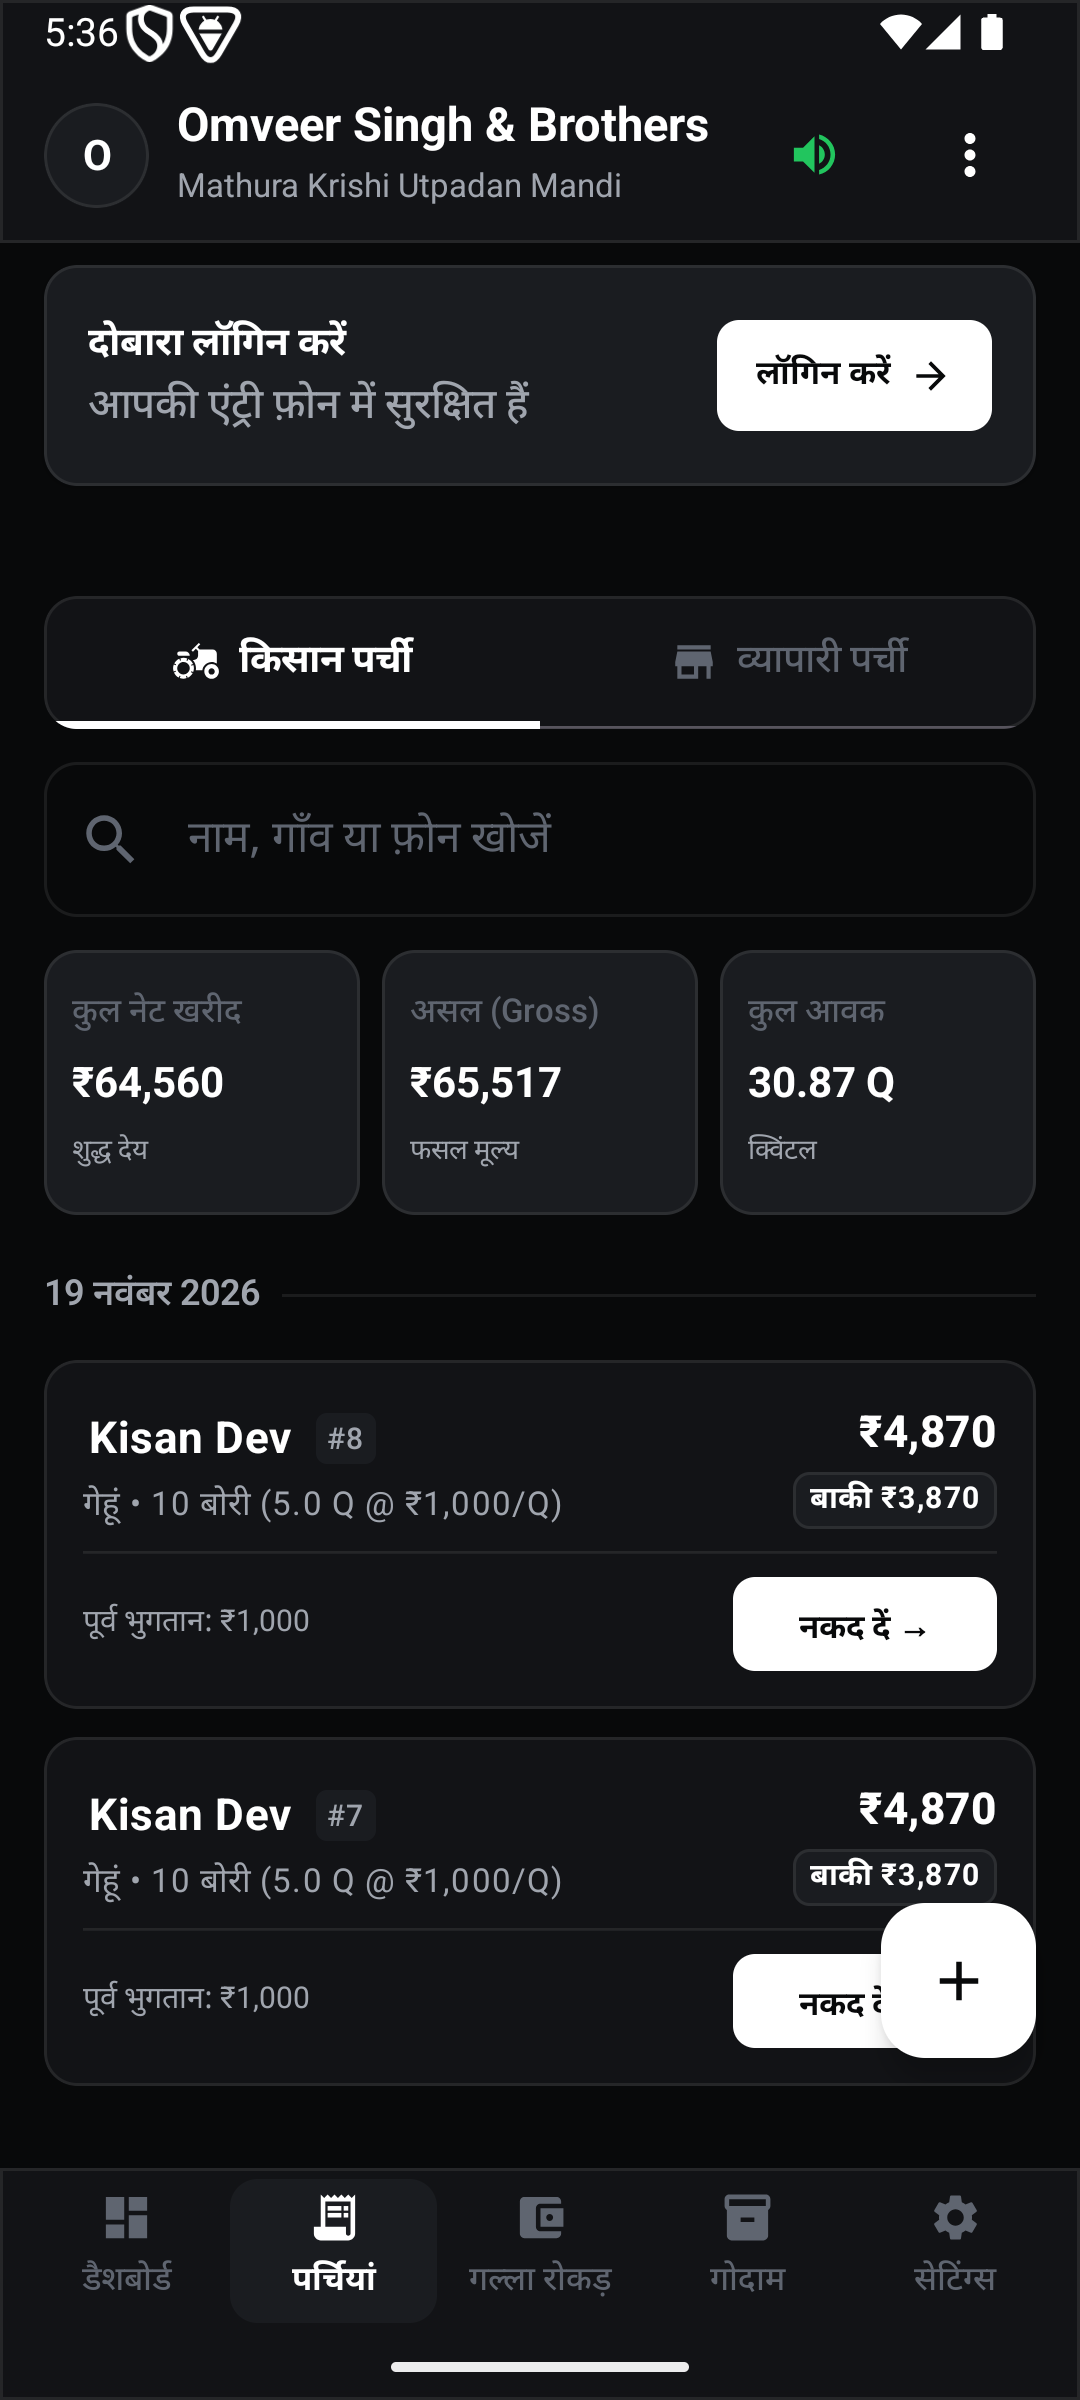 5:36
O
Omveer Singh & Brothers
Mathura Krishi Utpadan Mandi
दोबारा लॉगिन करें
आपकी एंट्री फ़ोन में सुरक्षित हैं
लॉगिन करें →
किसान पर्ची
व्यापारी पर्ची
नाम, गाँव या फ़ोन खोजें
कुल नेट खरीद
₹64,560
शुद्ध देय
असल (Gross)
₹65,517
फसल मूल्य
कुल आवक
30.87 Q
क्विंटल
19 नवंबर 2026
Kisan Dev #8
₹4,870
गेहूं • 10 बोरी (5.0 Q @ ₹1,000/Q)
बाकी ₹3,870
पूर्व भुगतान: ₹1,000
नकद दें →
Kisan Dev #7
₹4,870
गेहूं • 10 बोरी (5.0 Q @ ₹1,000/Q)
बाकी ₹3,870
पूर्व भुगतान: ₹1,000
नकद
+
डैशबोर्ड
पर्चियां
गल्ला रोकड़
गोदाम
सेटिंग्स